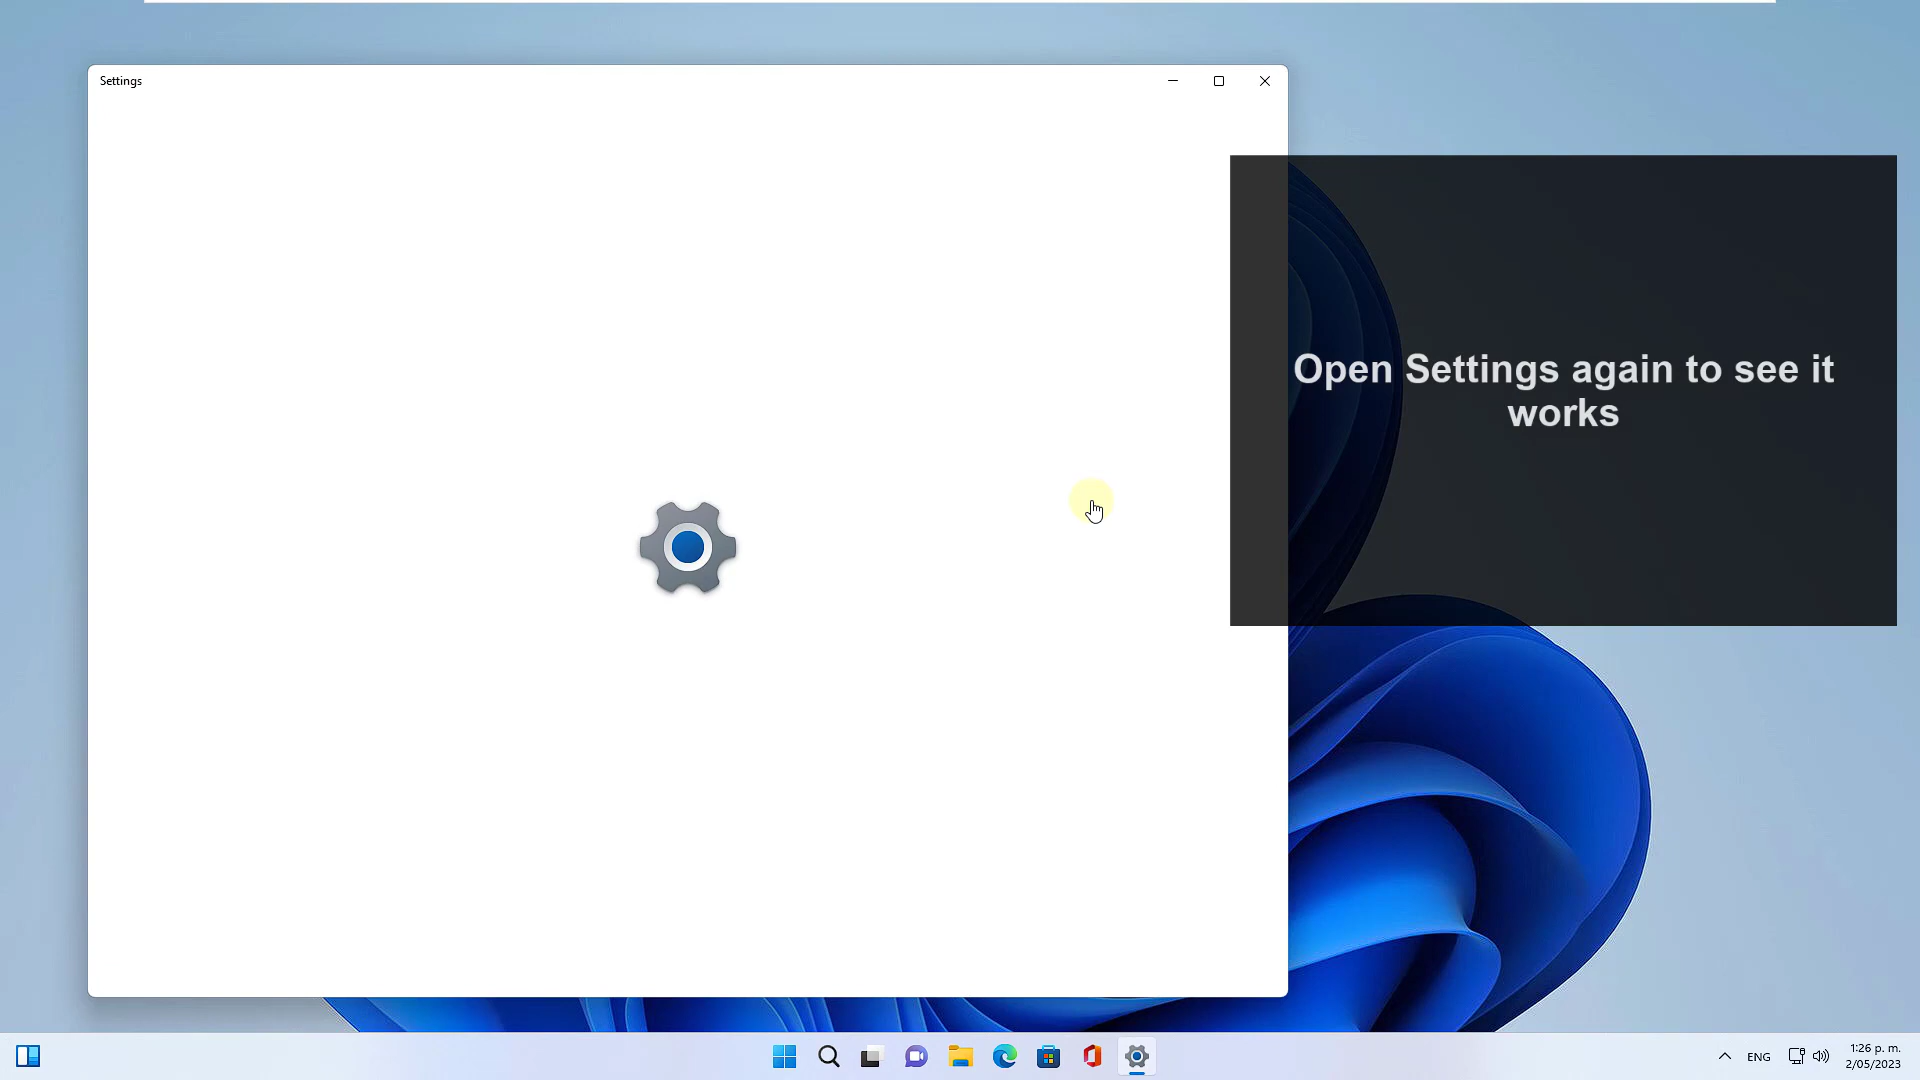 Settings
Open Settings again to see it
works
ENG
1:26 p. m.
2/05/2023